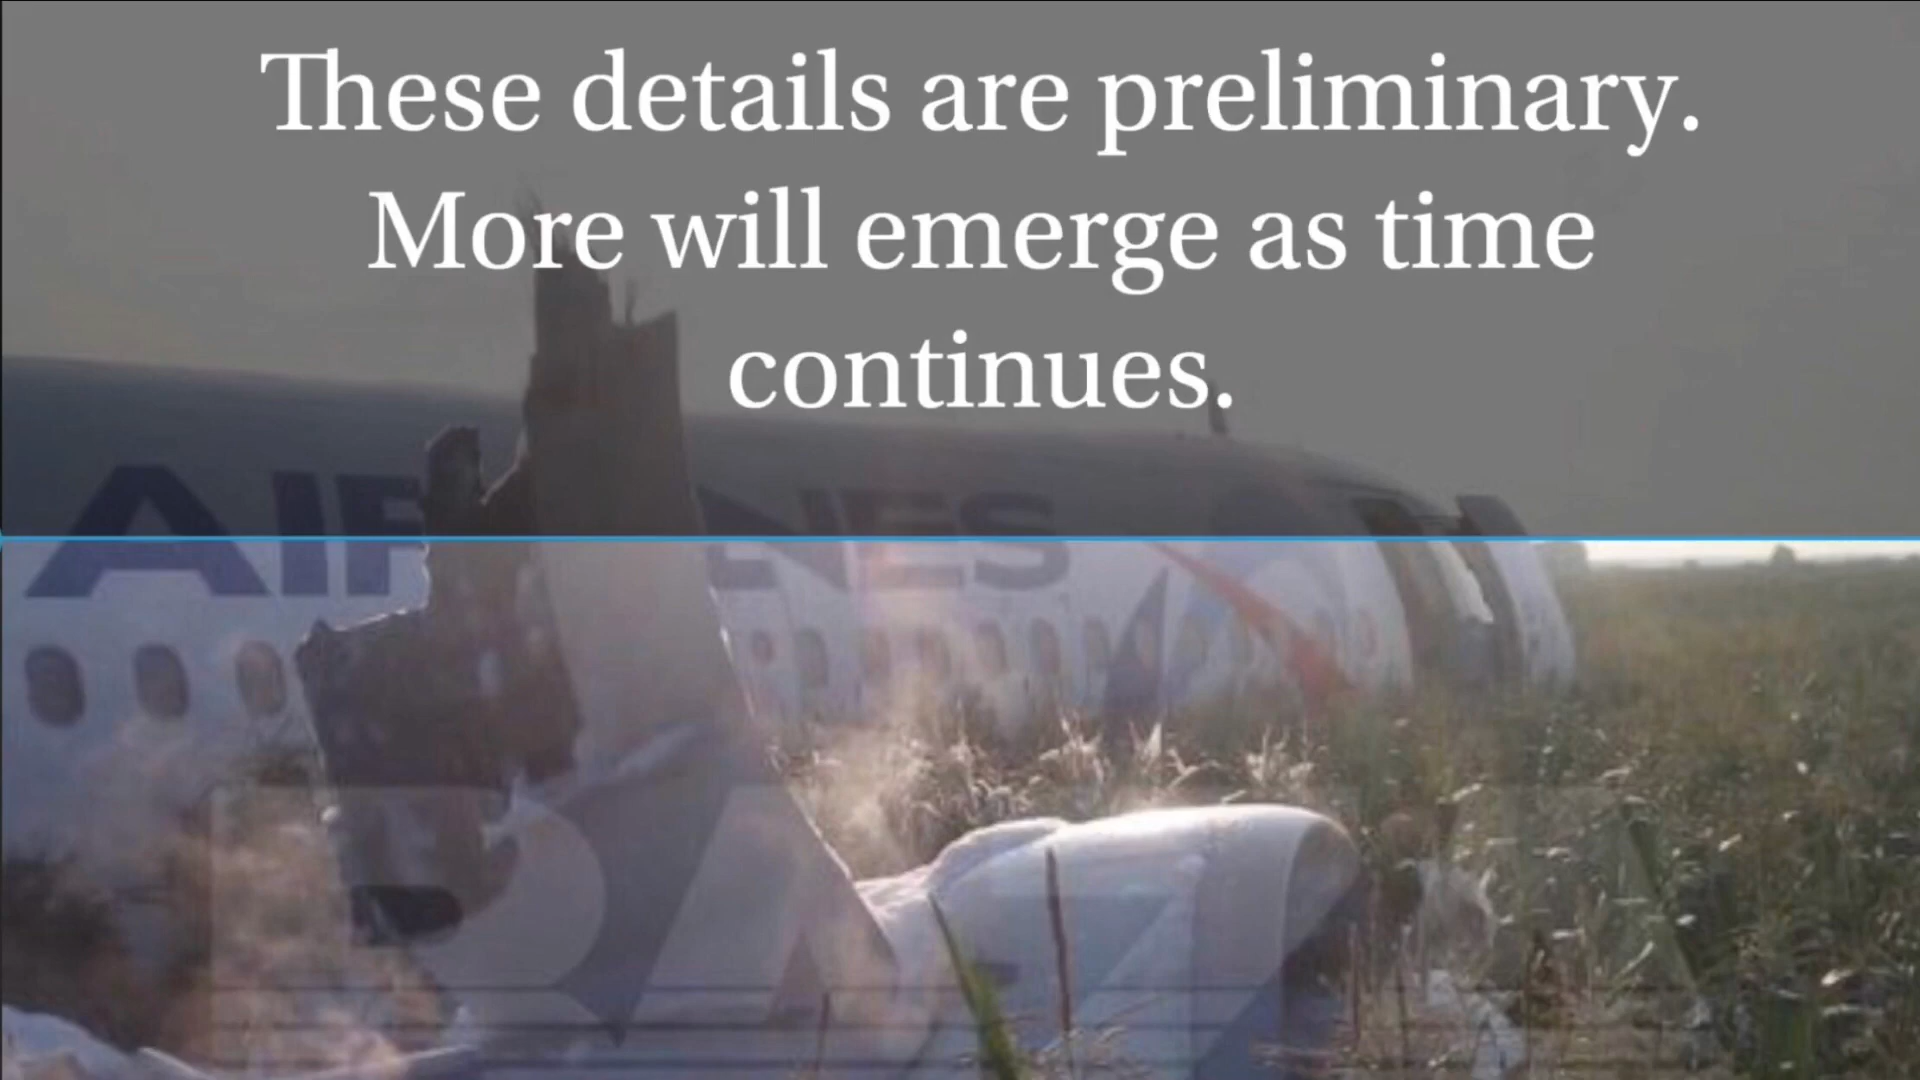 These details are preliminary.
More will emerge as time
continues.